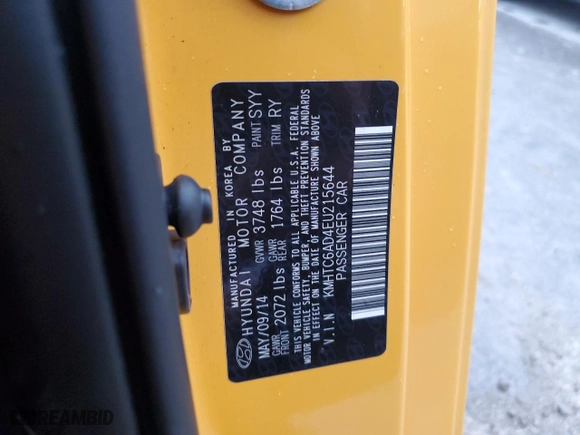 MANUFACTURED IN KOREA BY
HYUNDAI MOTOR COMPANY
MAY/09/14 GVWR 3748 lbs PAINT SYY
GAWR FRONT 2072 lbs GAWR REAR 1764 lbs TRIM RY
THIS VEHICLE CONFORMS TO ALL APPLICABLE U.S.A. FEDERAL
MOTOR VEHICLE SAFETY, BUMPER, AND THEFT PREVENTION STANDARDS
IN EFFECT ON THE DATE OF MANUFACTURE SHOWN ABOVE
V.I.N KMHTC6AD4EU215644
PASSENGER CAR
DREAMBID